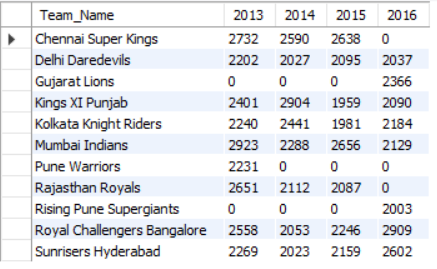 Team_Name 2013 2014 2015 2016
Chennai Super Kings 2732 2590 2638 0
Delhi Daredevils 2202 2027 2095 2037
Gujarat Lions 0 0 0 2366
Kings XI Punjab 2401 2904 1959 2090
Kolkata Knight Riders 2240 2441 1981 2184
Mumbai Indians 2923 2288 2656 2129
Pune Warriors 2231 0 0 0
Rajasthan Royals 2651 2112 2087 0
Rising Pune Supergiants 0 0 0 2003
Royal Challengers Bangalore 2558 2053 2246 2909
Sunrisers Hyderabad 2269 2023 2159 2602